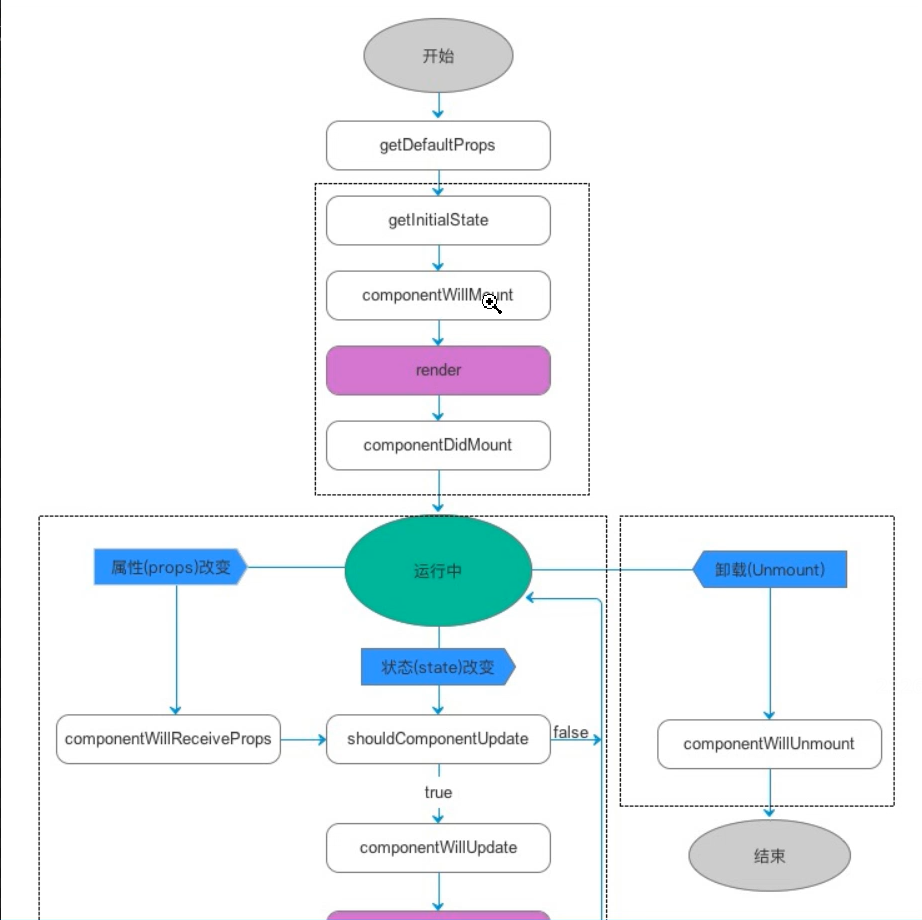 开始
getDefaultProps
getInitialState
componentWillMount
render
componentDidMount
属性(props)改变
运行中
卸载(Unmount)
状态(state)改变
componentWillReceiveProps
shouldComponentUpdate
false
componentWillUnmount
true
componentWillUpdate
结束